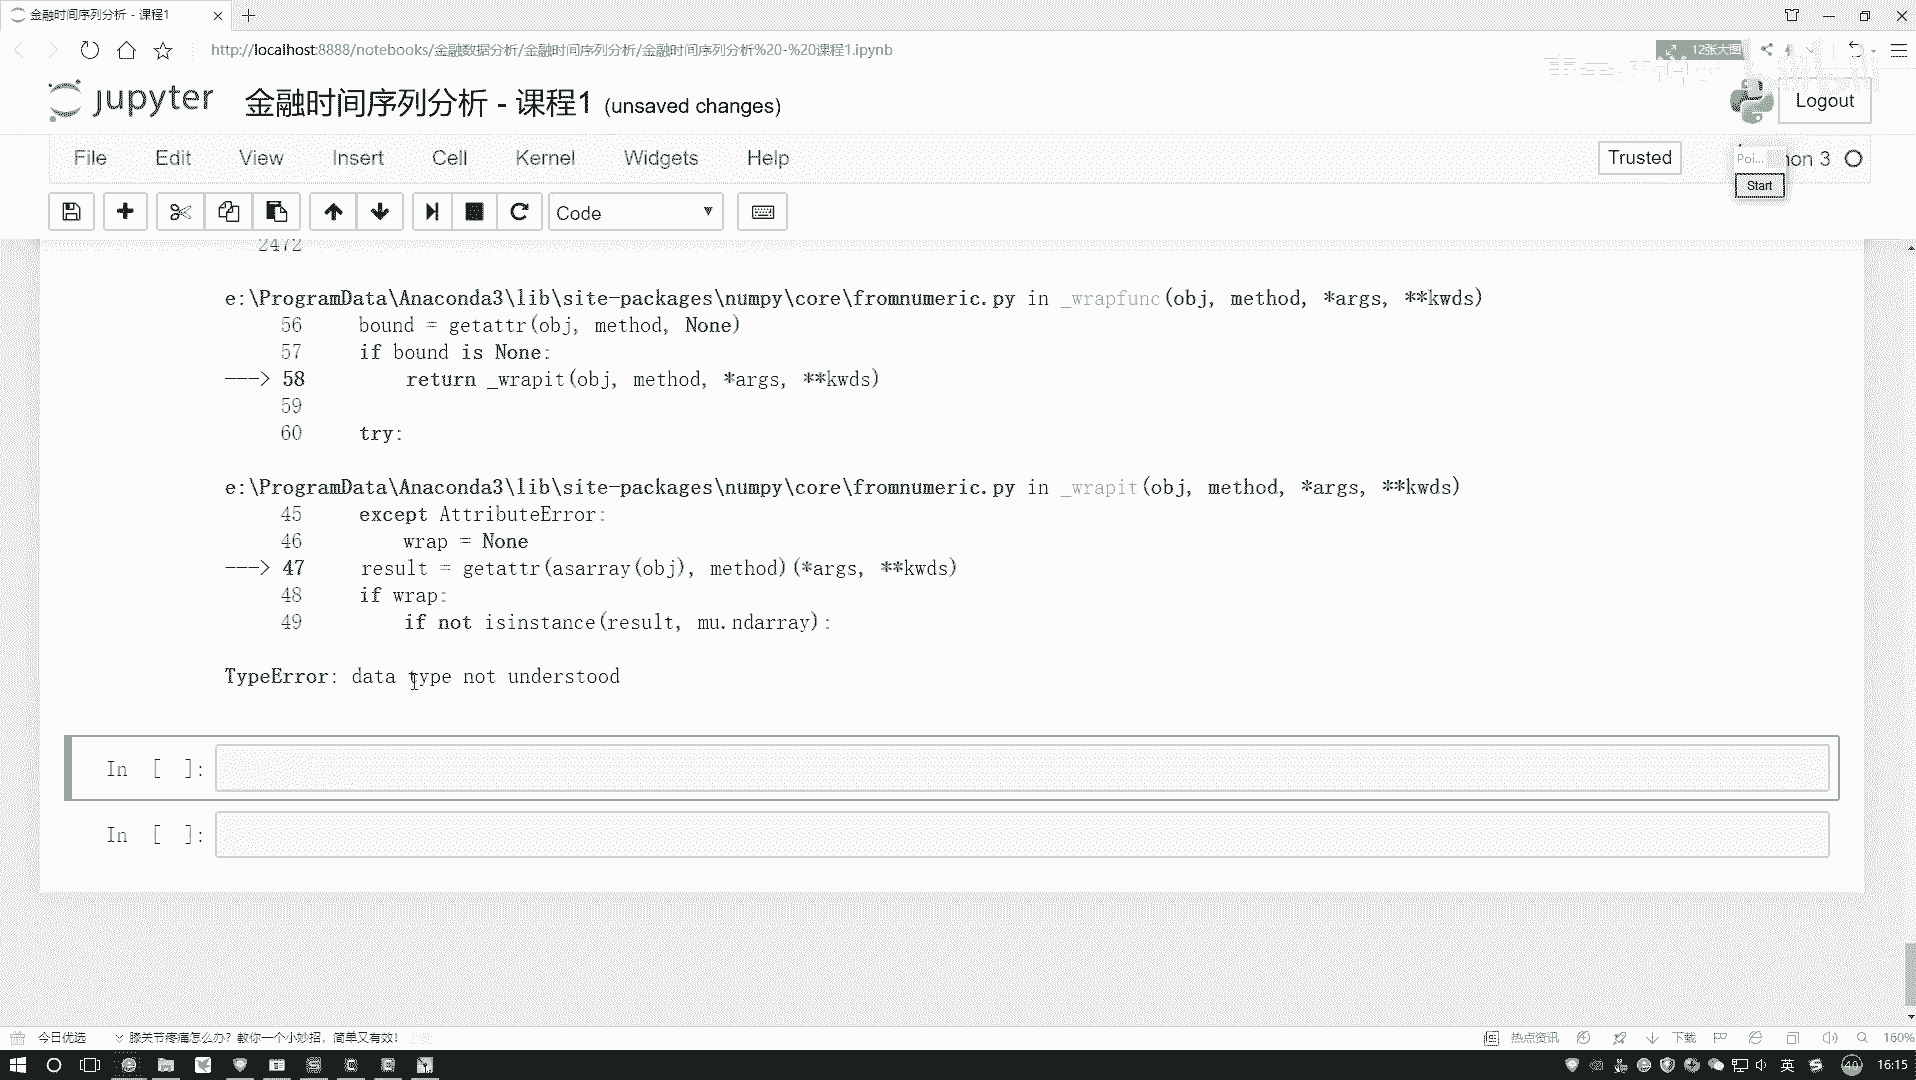 金融时间序列分析 - 课程1
http://localhost:8888/notebooks/金融数据分析/金融时间序列分析/金融时间序列分析%20-%20课程1.ipynb
12张大图
jupyter 金融时间序列分析 - 课程1 (unsaved changes)
Logout
File Edit View Insert Cell Kernel Widgets Help
Trusted
hon 3
Poi...
Start
Code
2472
e:\ProgramData\Anaconda3\lib\site-packages\numpy\core\fromnumeric.py in _wrapfunc(obj, method, *args, **kwds)
56 bound = getattr(obj, method, None)
57 if bound is None:
---> 58 return _wrapit(obj, method, *args, **kwds)
59
60 try:
e:\ProgramData\Anaconda3\lib\site-packages\numpy\core\fromnumeric.py in _wrapit(obj, method, *args, **kwds)
45 except AttributeError:
46 wrap = None
---> 47 result = getattr(asarray(obj), method)(*args, **kwds)
48 if wrap:
49 if not isinstance(result, mu.ndarray):
TypeError: data type not understood
In [ ]:
In [ ]:
今日优选 膝关节疼痛怎么办? 教你一个小妙招，简单又有效!
热点资讯 下载 160%
英 40 16:15